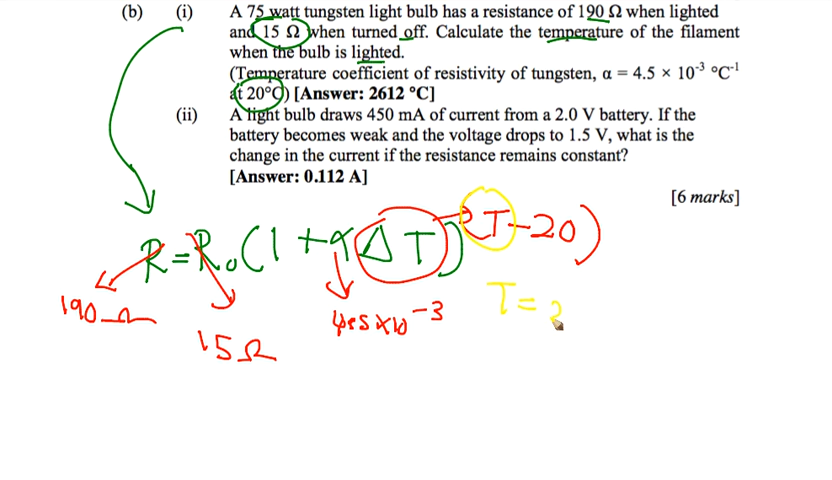 (b) (i) A 75 watt tungsten light bulb has a resistance of 190 Ω when lighted
and 15 Ω when turned off. Calculate the temperature of the filament
when the bulb is lighted.
(Temperature coefficient of resistivity of tungsten, α = 4.5 × 10⁻³ °C⁻¹
at 20°C) [Answer: 2612 °C]
(ii) A light bulb draws 450 mA of current from a 2.0 V battery. If the
battery becomes weak and the voltage drops to 1.5 V, what is the
change in the current if the resistance remains constant?
[Answer: 0.112 A]
[6 marks]
R = R₀(1 + α ΔT) (T - 20)
190 Ω
15 Ω
4.5×10⁻³
T = 2